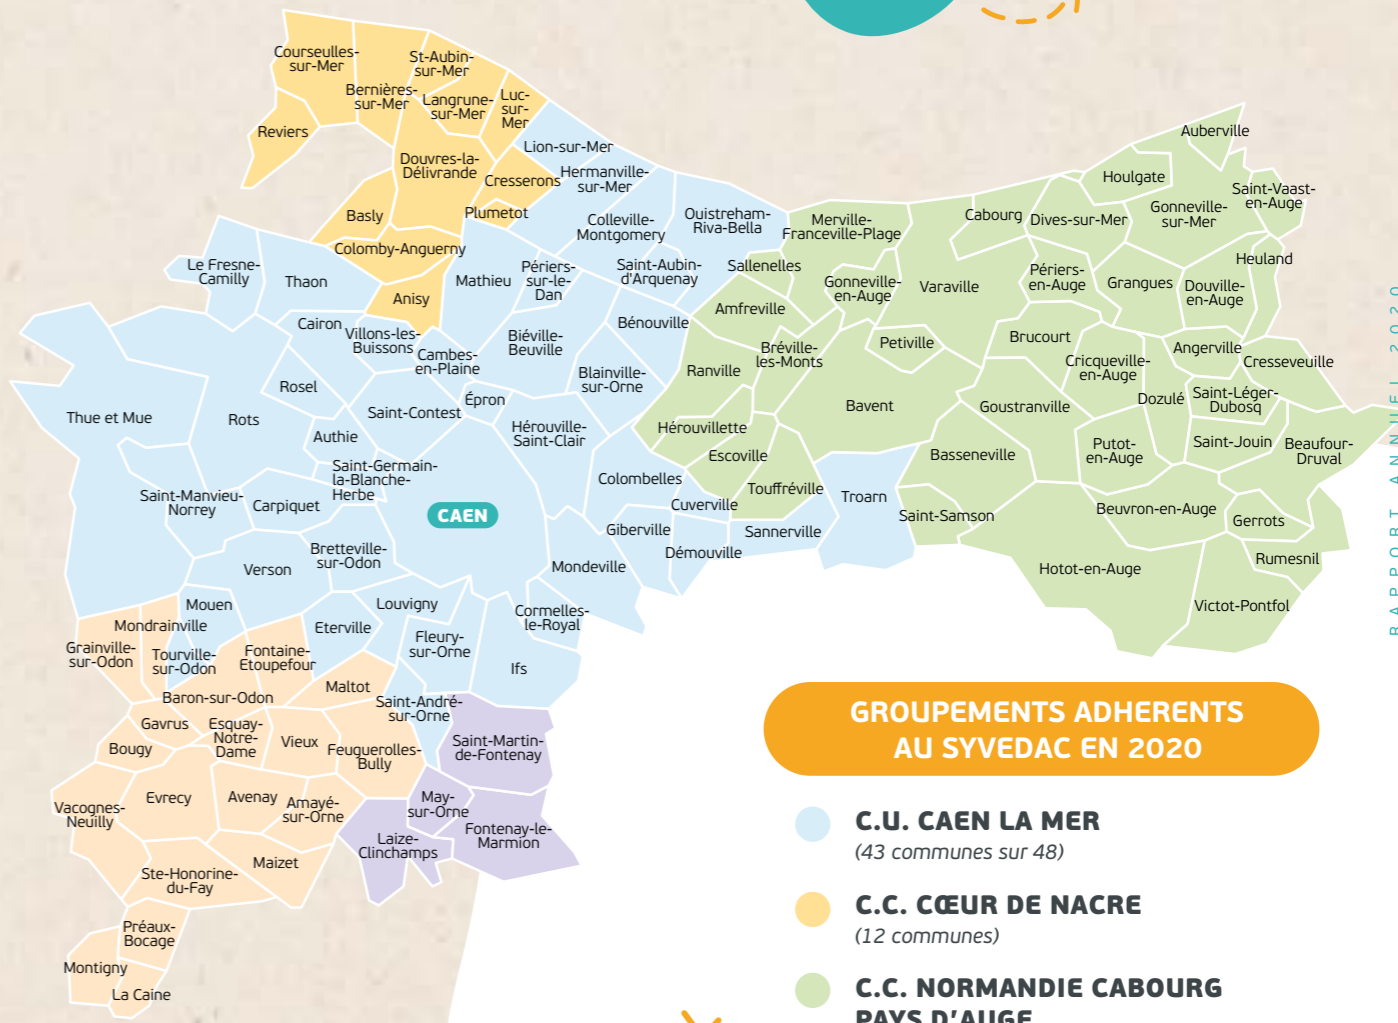 Courseulles-
sur-Mer
St-Aubin-
sur-Mer
Bernières-
sur-Mer
Langrune-
sur-Mer
Luc-
sur-
Mer
Reviers
Douvres-la-
Délivrande
Cresserons
Basly
Plumetot
Colomby-Anguerny
Anisy
Lion-sur-Mer
Hermanville-
sur-Mer
Colleville-
Montgomery
Ouistreham-
Riva-Bella
Saint-Aubin-
d'Arquenay
Le Fresne-
Camilly
Thaon
Mathieu
Périers-
sur-le-
Dan
Cairon
Villons-les-
Buissons
Cambes-
en-Plaine
Biéville-
Beuville
Bénouville
Blainville-
sur-Orne
Thue et Mue
Rots
Rosel
Authie
Saint-Contest
Épron
Hérouville-
Saint-Clair
Saint-Germain-
la-Blanche-
Herbe
Saint-Manvieu-
Norrey
Carpiquet
CAEN
Colombelles
Cuverville
Giberville
Démouville
Sannerville
Troarn
Mondeville
Bretteville-
sur-Odon
Verson
Mouen
Louvigny
Eterville
Fleury-
sur-Orne
Cormelles-
le-Royal
Ifs
Tourville-
sur-Odon
Saint-André-
sur-Orne
Auberville
Houlgate
Saint-Vaast-
en-Auge
Gonneville-
sur-Mer
Cabourg
Dives-sur-Mer
Merville-
Franceville-Plage
Sallenelles
Gonneville-
en-Auge
Varaville
Périers-
en-Auge
Grangues
Douville-
en-Auge
Heuland
Amfreville
Bréville-
les-Monts
Petiville
Brucourt
Cricqueville-
en-Auge
Angerville
Cresseveuille
Ranville
Bavent
Goustranville
Dozulé
Saint-Léger-
Dubosq
Hérouvillette
Escoville
Touffréville
Basseneville
Putot-
en-Auge
Saint-Jouin
Beaufour-
Druval
Saint-Samson
Beuvron-en-Auge
Gerrots
Rumesnil
Hotot-en-Auge
Victot-Pontfol
Mondrainville
Grainville-
sur-Odon
Fontaine-
Etoupefour
Baron-sur-Odon
Maltot
Gavrus
Esquay-
Notre-
Dame
Vieux
Feuguerolles-
Bully
Bougy
Vacognes-
Neuilly
Evrecy
Avenay
Amayé-
sur-Orne
Maizet
Ste-Honorine-
du-Fay
Préaux-
Bocage
Montigny
La Caine
Saint-Martin-
de-Fontenay
May-
sur-Orne
Laize-
Clinchamps
Fontenay-le-
Marmion
GROUPEMENTS ADHERENTS
AU SYVEDAC EN 2020
C.U. CAEN LA MER
(43 communes sur 48)
C.C. CŒUR DE NACRE
(12 communes)
C.C. NORMANDIE CABOURG
PAYS D'AUGE
RAPPORT ANNUEL 2020